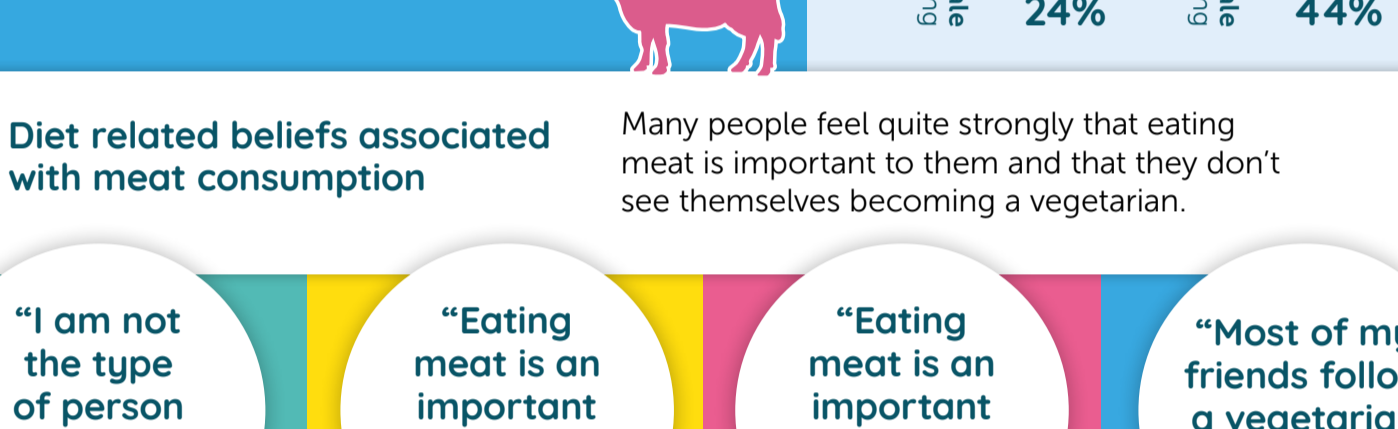 24%
44%
Diet related beliefs associated
with meat consumption
Many people feel quite strongly that eating
meat is important to them and that they don't
see themselves becoming a vegetarian.
“I am not
the type
of person
“Eating
meat is an
important
“Eating
meat is an
important
“Most of my
friends follo
a vegetaria